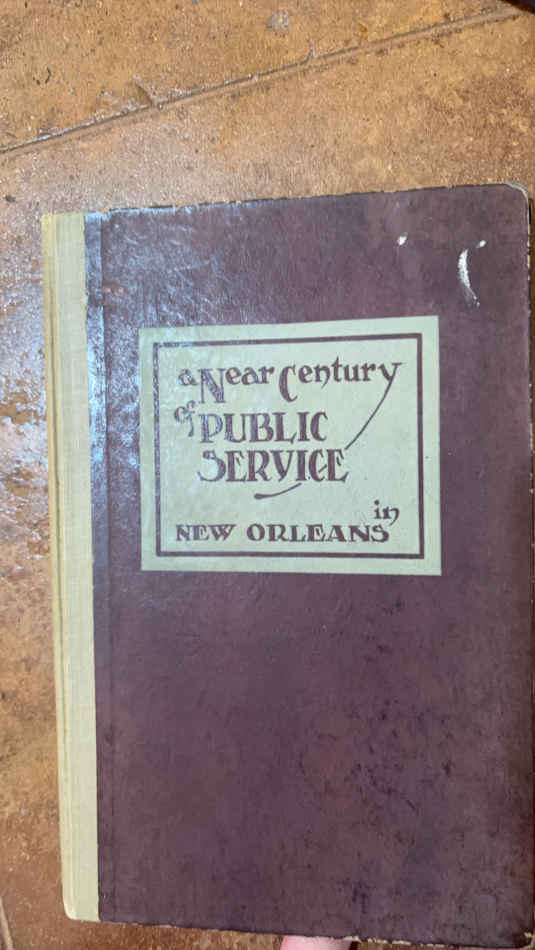 a Near Century
of PUBLIC
SERVICE
in
NEW ORLEANS